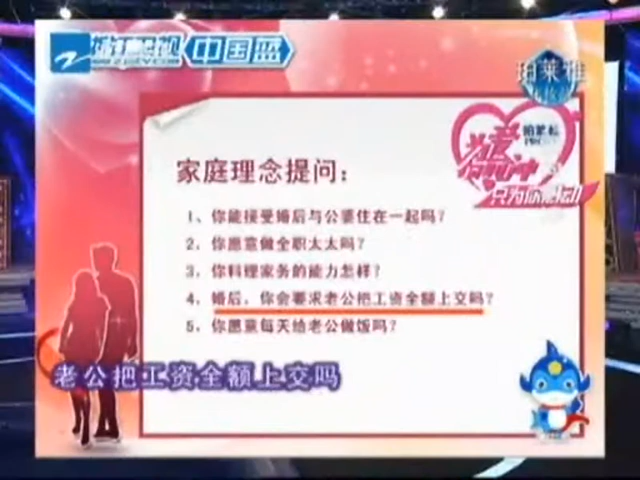 浙江卫视 中国蓝
珀莱雅
为爱向前冲
只为你心动
家庭理念提问：
1、你能接受婚后与公婆住在一起吗？
2、你愿意做全职太太吗？
3、你料理家务的能力怎样？
4、婚后，你会要求老公把工资全额上交吗？
5、你愿意每天给老公做饭吗？
老公把工资全额上交吗